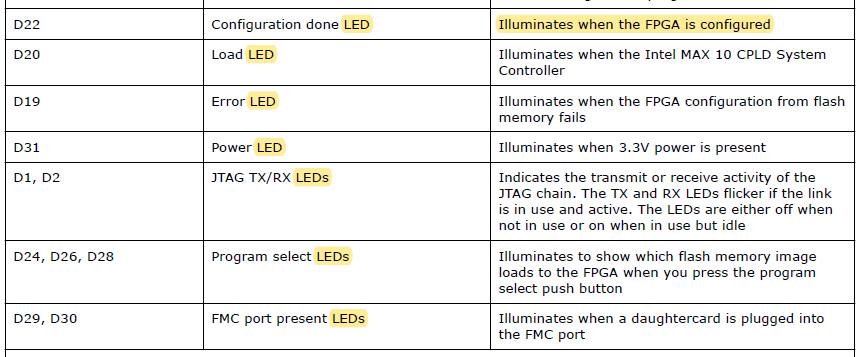 D22 Configuration done LED Illuminates when the FPGA is configured
D20 Load LED Illuminates when the Intel MAX 10 CPLD System
Controller
D19 Error LED Illuminates when the FPGA configuration from flash
memory fails
D31 Power LED Illuminates when 3.3V power is present
D1, D2 JTAG TX/RX LEDs Indicates the transmit or receive activity of the
JTAG chain. The TX and RX LEDs flicker if the link
is in use and active. The LEDs are either off when
not in use or on when in use but idle
D24, D26, D28 Program select LEDs Illuminates to show which flash memory image
loads to the FPGA when you press the program
select push button
D29, D30 FMC port present LEDs Illuminates when a daughtercard is plugged into
the FMC port